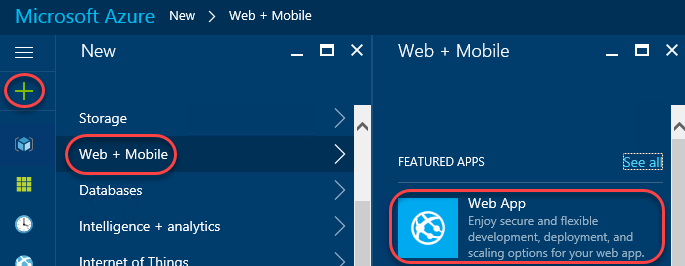 Microsoft Azure New > Web + Mobile
New
Storage
Web + Mobile
Databases
Intelligence + analytics
Internet of Things
Web + Mobile
FEATURED APPS See all
Web App
Enjoy secure and flexible
development, deployment, and
scaling options for your web app.